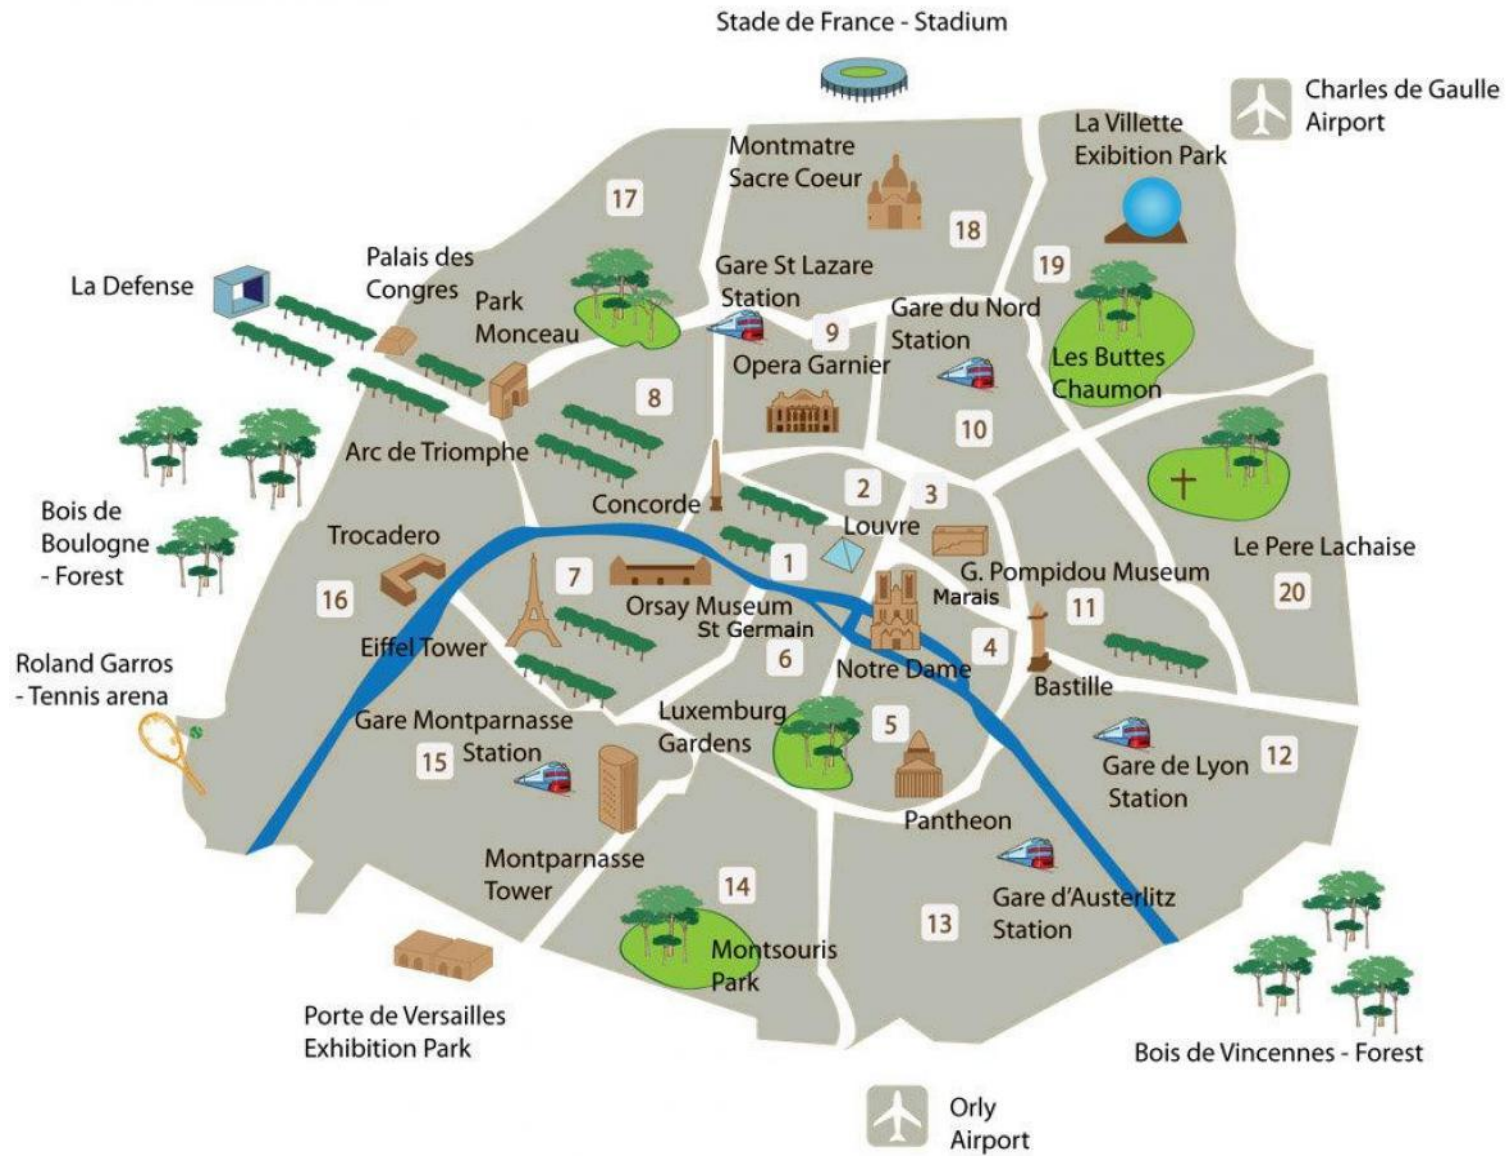 Stade de France - Stadium
Charles de Gaulle
Airport
La Villette
Exibition Park
Montmatre
Sacre Coeur
17
18
19
Palais des
Congres
La Defense
Park
Monceau
Gare St Lazare
Station
Gare du Nord
Station
9
Opera Garnier
Les Buttes
Chaumon
8
10
Arc de Triomphe
Concorde
2
3
Louvre
Bois de
Boulogne
- Forest
Trocadero
Le Pere Lachaise
1
7
16
G. Pompidou Museum
Marais
11
20
Orsay Museum
St Germain
Eiffel Tower
6
4
Notre Dame
Bastille
Roland Garros
- Tennis arena
Luxemburg
Gardens
5
Gare Montparnasse
Station
15
12
Gare de Lyon
Station
Pantheon
Montparnasse
Tower
14
13
Gare d'Austerlitz
Station
Montsouris
Park
Porte de Versailles
Exhibition Park
Bois de Vincennes - Forest
Orly
Airport